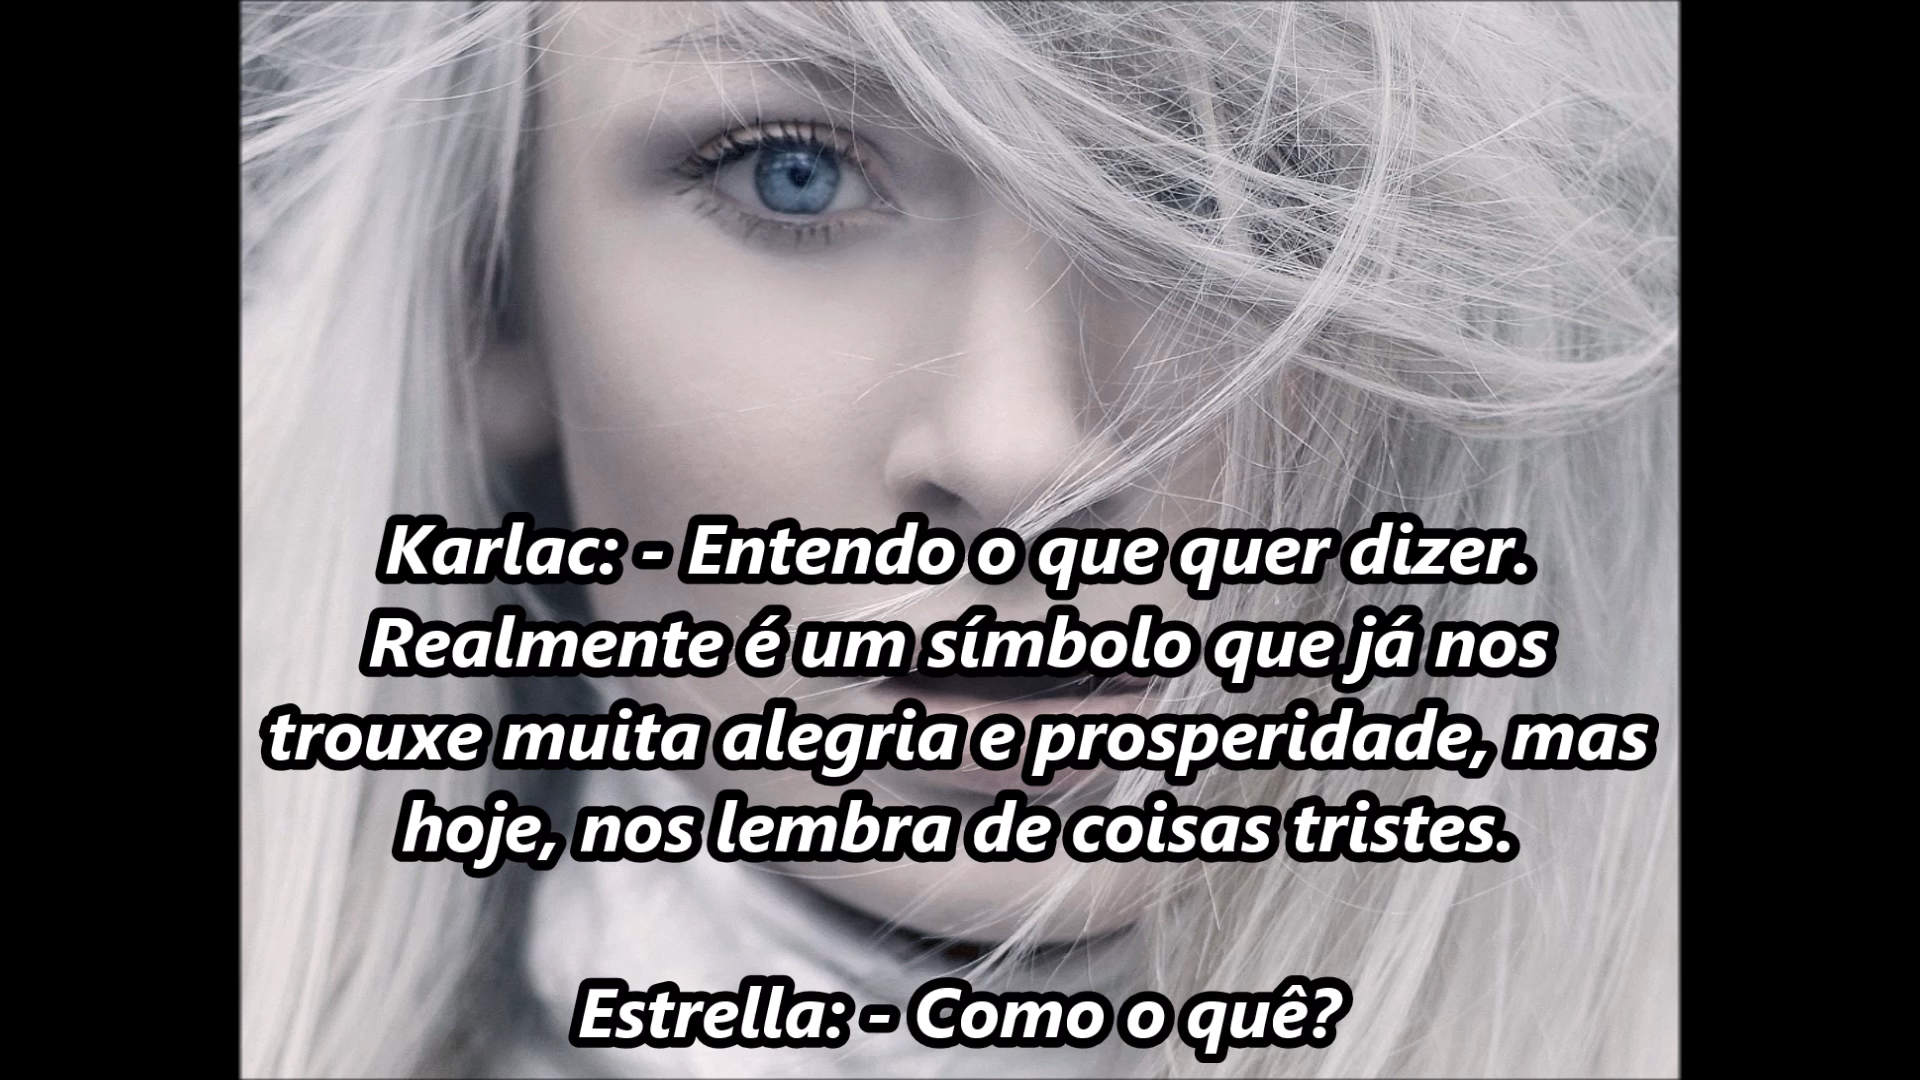 Karlac: - Entendo o que quer dizer.
Realmente é um símbolo que já nos
trouxe muita alegria e prosperidade, mas
hoje, nos lembra de coisas tristes.
Estrella: - Como o quê?